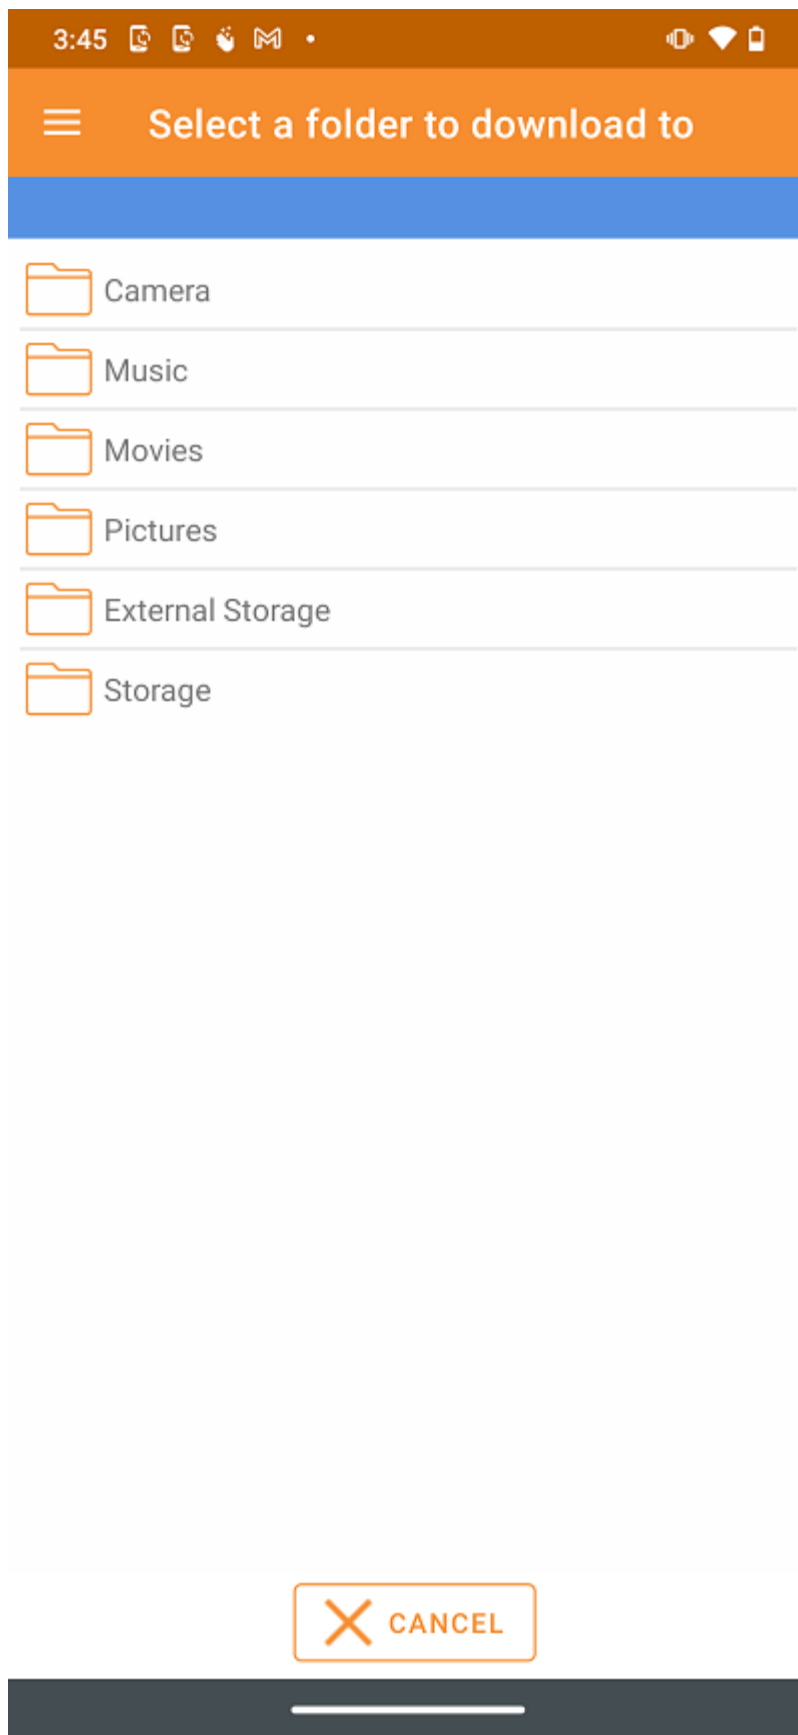 3:45
Select a folder to download to
Camera
Music
Movies
Pictures
External Storage
Storage
CANCEL